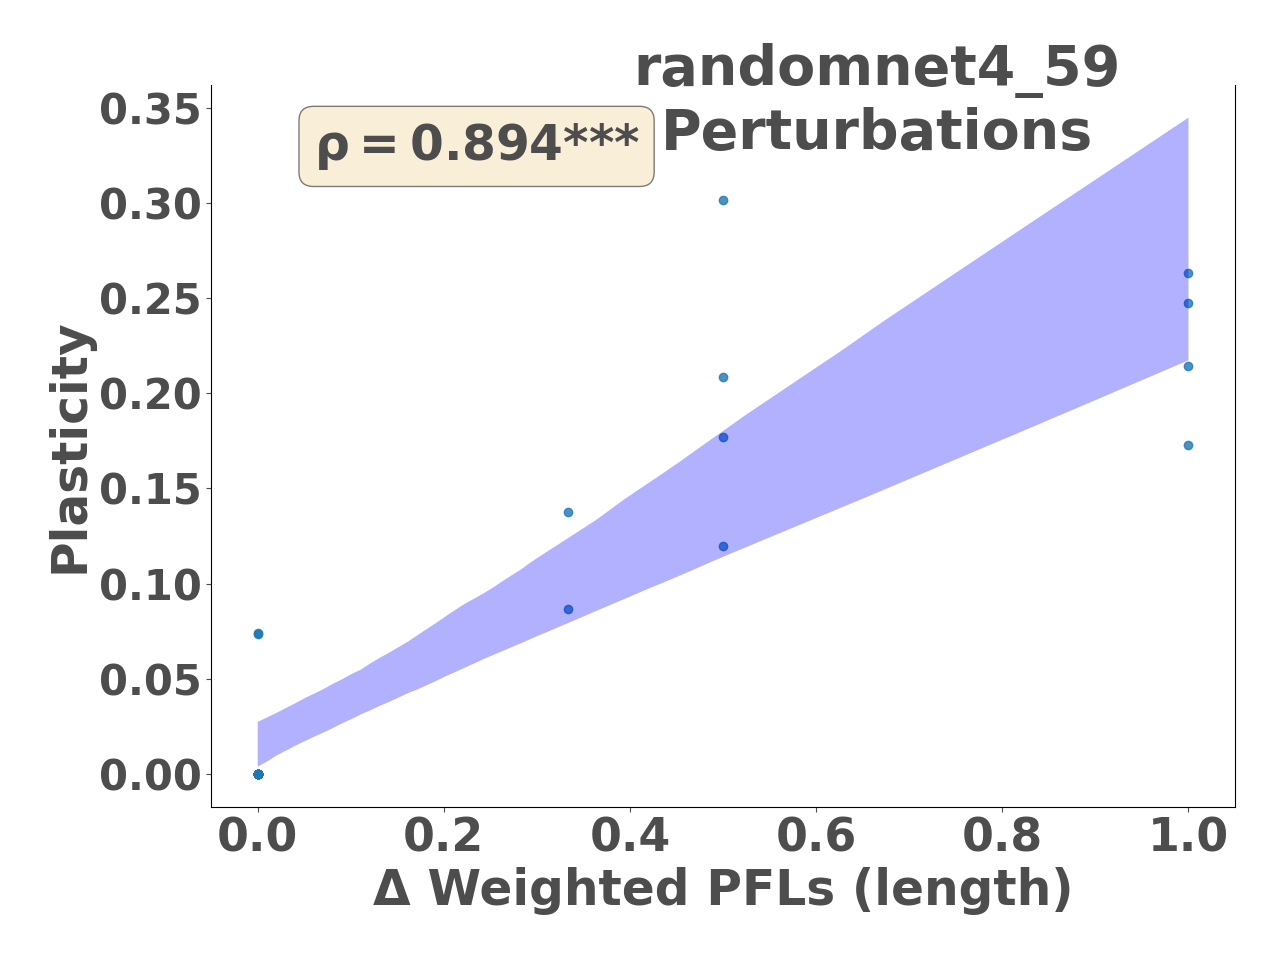 randomnet4_59
Perturbations
ρ = 0.894***
0.35
0.30
0.25
0.20
0.15
0.10
0.05
0.00
Plasticity
0.0 0.2 0.4 0.6 0.8 1.0
Δ Weighted PFLs (length)